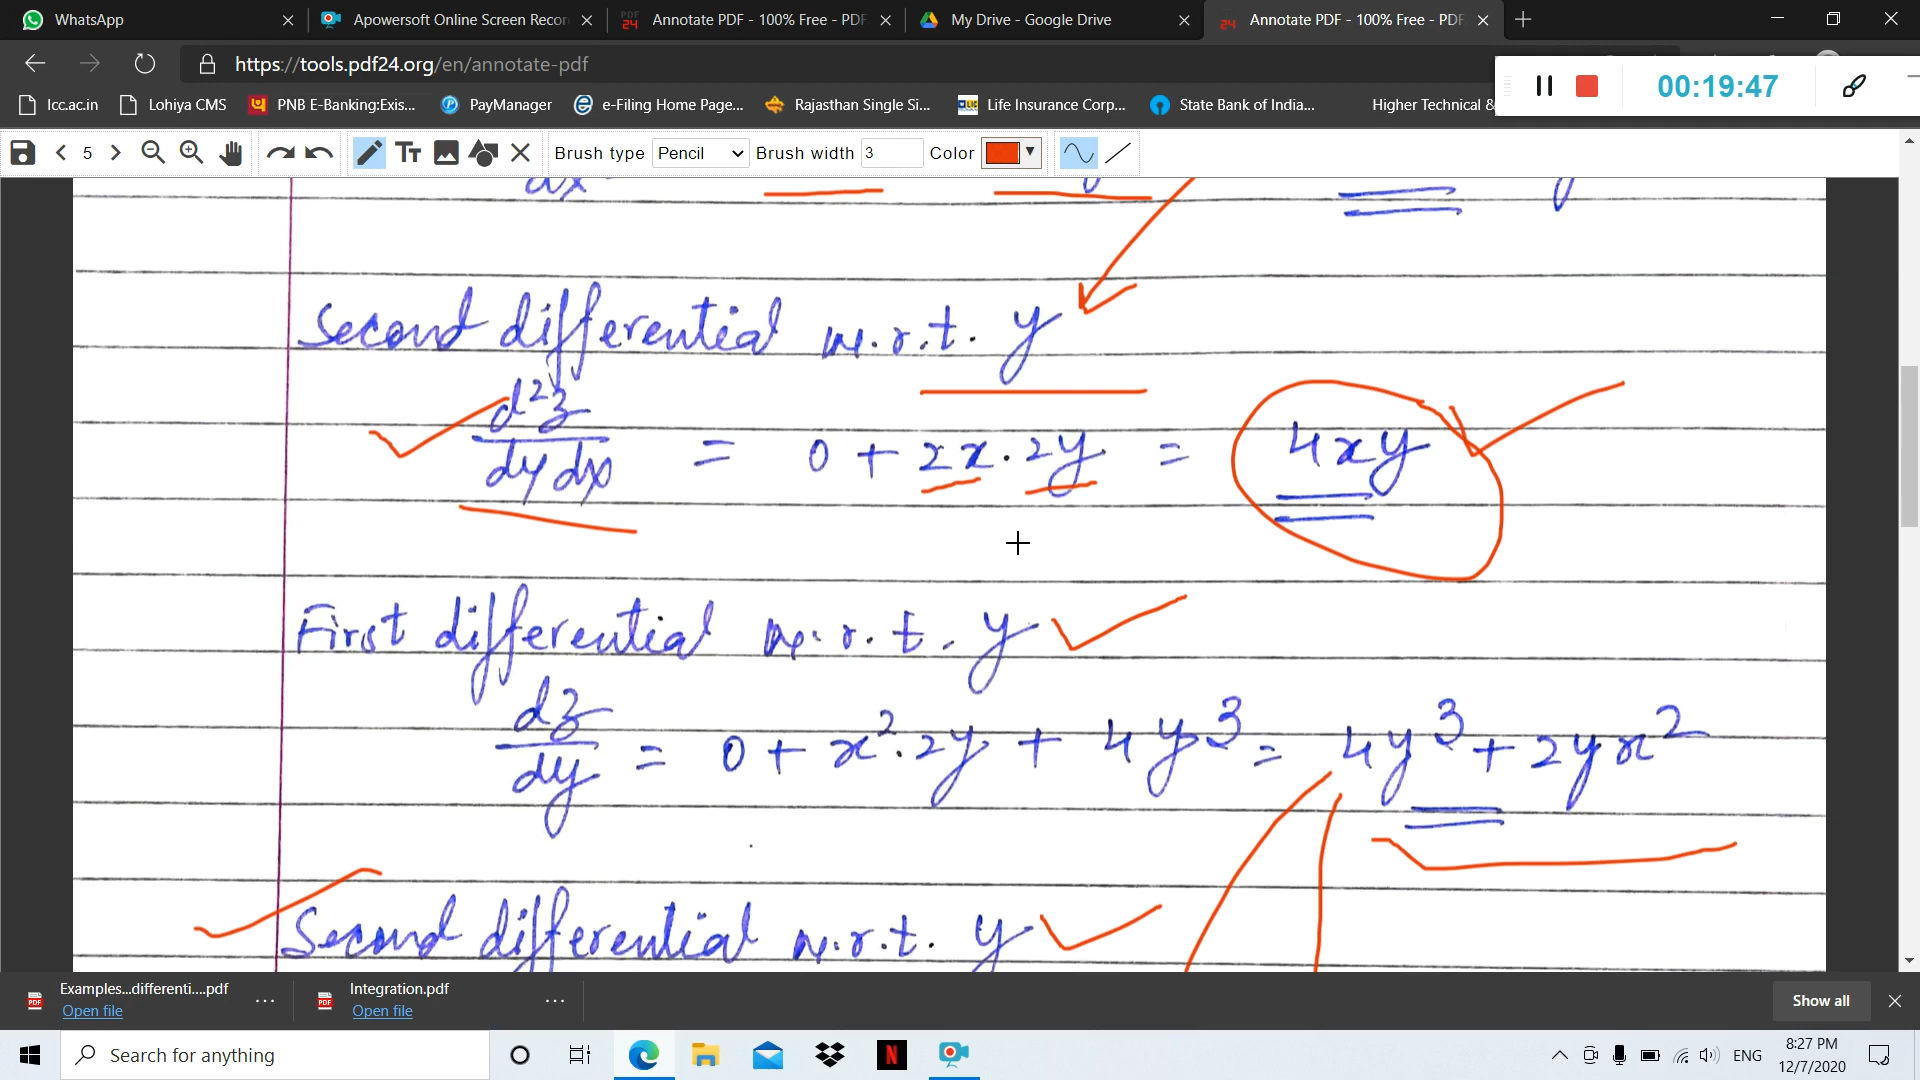 WhatsApp
Apowersoft Online Screen Recor
Annotate PDF - 100% Free - PDF
My Drive - Google Drive
Annotate PDF - 100% Free - PDF
https://tools.pdf24.org/en/annotate-pdf
00:19:47
lcc.ac.in
Lohiya CMS
PNB E-Banking:Exis...
PayManager
e-Filing Home Page...
Rajasthan Single Si...
Life Insurance Corp...
State Bank of India...
Higher Technical &
5
Brush type Pencil Brush width 3 Color
dx
Second differential w.r.t. y
d²z/dy dx = 0 + 2x . 2y = 4xy
First differential w.r.t. y
dz/dy = 0 + x² . 2y + 4y³ = 4y³ + 2yx²
Second differential w.r.t. y
Examples...differenti....pdf
Open file
Integration.pdf
Open file
Show all
Search for anything
ENG
8:27 PM
12/7/2020